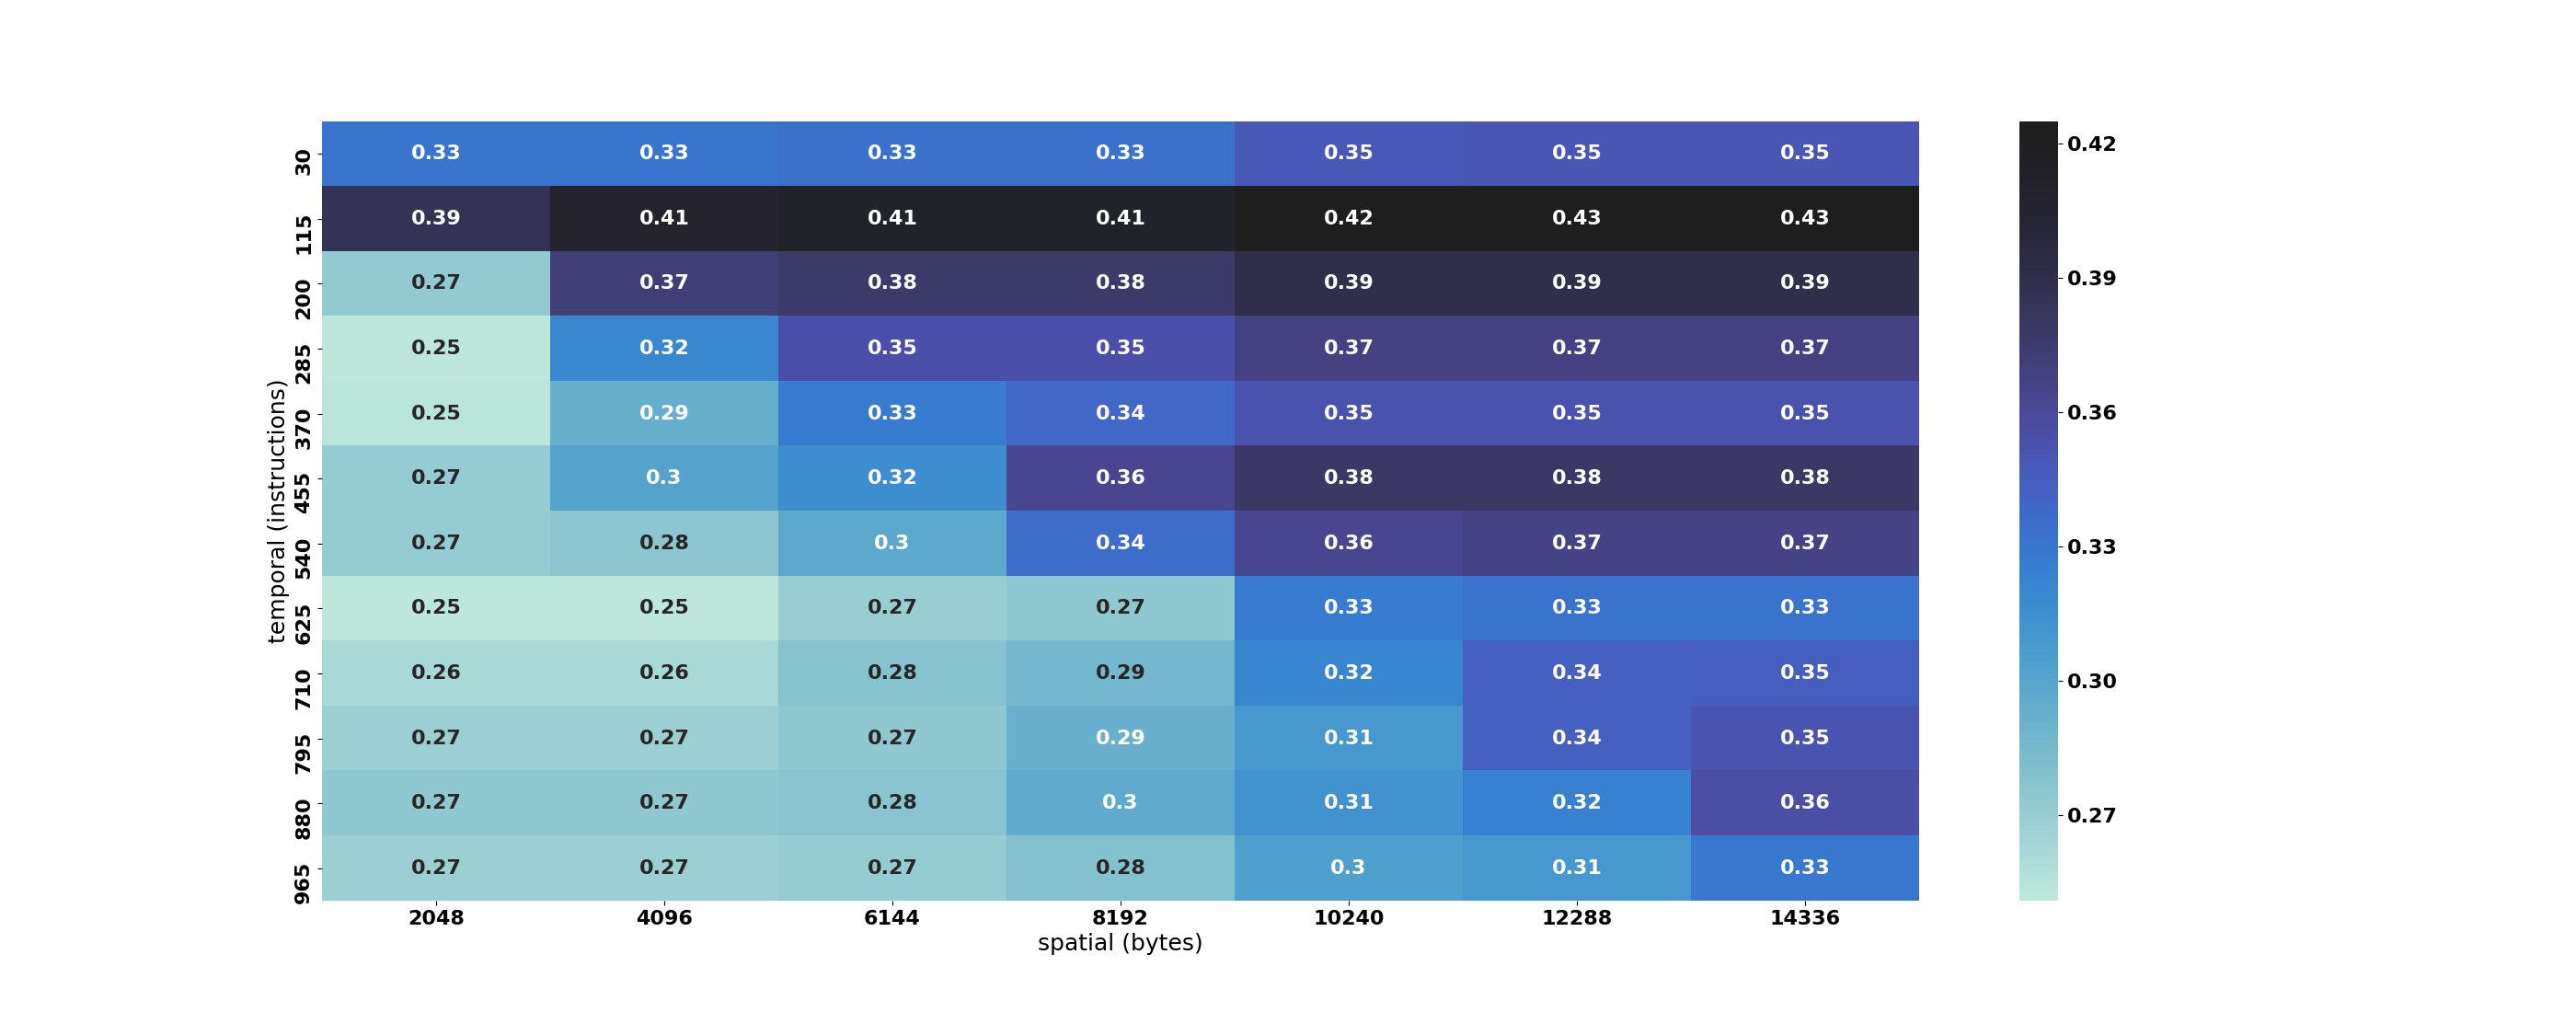 30 0.33 0.33 0.33 0.33 0.35 0.35 0.35
115 0.39 0.41 0.41 0.41 0.42 0.43 0.43
200 0.27 0.37 0.38 0.38 0.39 0.39 0.39
285 0.25 0.32 0.35 0.35 0.37 0.37 0.37
370 0.25 0.29 0.33 0.34 0.35 0.35 0.35
455 0.27 0.3 0.32 0.36 0.38 0.38 0.38
540 0.27 0.28 0.3 0.34 0.36 0.37 0.37
625 0.25 0.25 0.27 0.27 0.33 0.33 0.33
710 0.26 0.26 0.28 0.29 0.32 0.34 0.35
795 0.27 0.27 0.27 0.29 0.31 0.34 0.35
880 0.27 0.27 0.28 0.3 0.31 0.32 0.36
965 0.27 0.27 0.27 0.28 0.3 0.31 0.33
2048 4096 6144 8192 10240 12288 14336
spatial (bytes)
temporal (instructions)
0.42
0.39
0.36
0.33
0.30
0.27